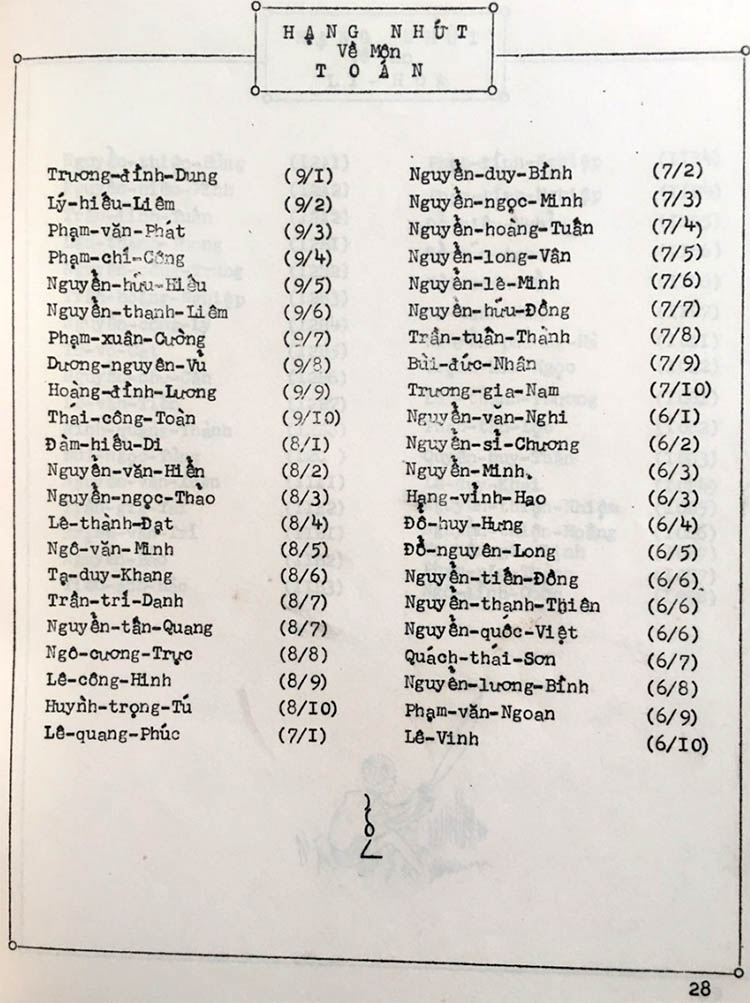 HẠNG NHỨT
Về Môn
TOÁN
Trương-đình-Dung (9/I)
Lý-hiếu-Liêm (9/2)
Phạm-văn-Phát (9/3)
Phạm-chí-Công (9/4)
Nguyễn-hữu-Hiếu (9/5)
Nguyễn-thanh-Liêm (9/6)
Phạm-xuân-Cường (9/7)
Dương-nguyên-Vũ (9/8)
Hoàng-đình-Lương (9/9)
Thái-công-Toàn (9/IO)
Đàm-hiếu-Di (8/I)
Nguyễn-văn-Hiền (8/2)
Nguyễn-ngọc-Thảo (8/3)
Lê-thành-Đạt (8/4)
Ngô-văn-Minh (8/5)
Tạ-duy-Khang (8/6)
Trần-trí-Danh (8/7)
Nguyễn-tấn-Quang (8/7)
Ngô-cương-Trực (8/8)
Lê-công-Hinh (8/9)
Huỳnh-trọng-Tú (8/IO)
Lê-quang-Phúc (7/I)
Nguyễn-duy-Bính (7/2)
Nguyễn-ngọc-Minh (7/3)
Nguyễn-hoàng-Tuấn (7/4)
Nguyễn-long-Vân (7/5)
Nguyễn-lê-Minh (7/6)
Nguyễn-hữu-Đồng (7/7)
Trần-tuấn-Thành (7/8)
Bùi-đức-Nhân (7/9)
Trương-gia-Nam (7/IO)
Nguyễn-văn-Nghi (6/I)
Nguyễn-sĩ-Chương (6/2)
Nguyễn-Minh (6/3)
Hạng-vĩnh-Hạo (6/3)
Đỗ-huy-Hưng (6/4)
Đỗ-nguyên-Long (6/5)
Nguyễn-tiến-Đồng (6/6)
Nguyễn-thanh-Thiên (6/6)
Nguyễn-quốc-Việt (6/6)
Quách-thái-Sơn (6/7)
Nguyễn-lương-Bình (6/8)
Phạm-văn-Ngoan (6/9)
Lê-Vinh (6/IO)
28